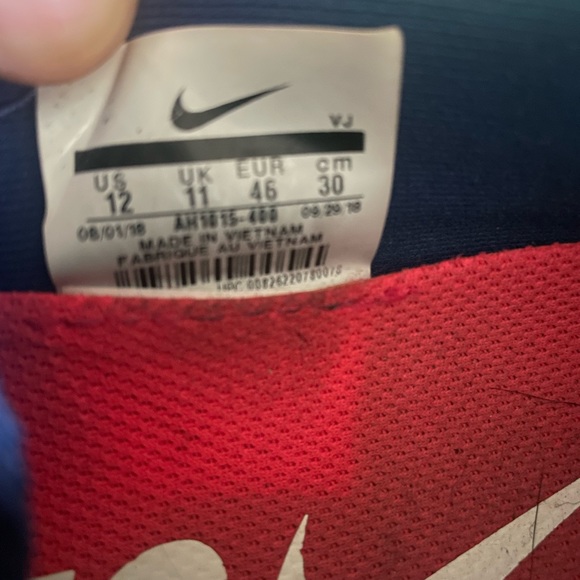 VJ
US UK EUR cm
12 11 46 30
08/01/18 AH1615-400 09/29/18
MADE IN VIETNAM
FABRIQUE AU VIETNAM
UPC